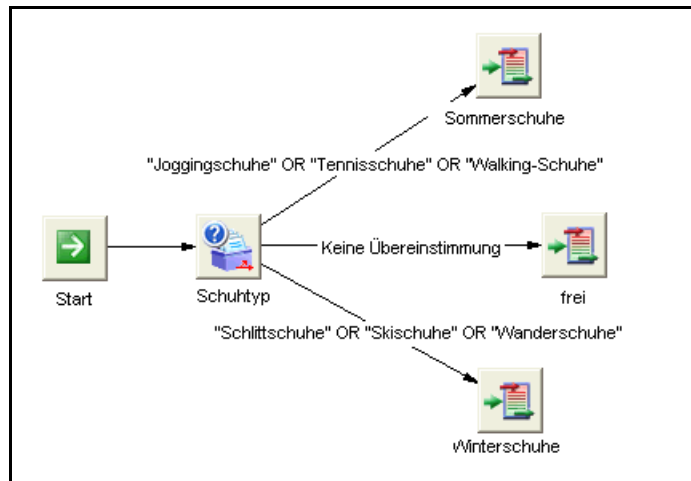 Sommerschuhe
"Joggingschuhe" OR "Tennisschuhe" OR "Walking-Schuhe"
Start
Schuhtyp
Keine Übereinstimmung
frei
"Schlittschuhe" OR "Skischuhe" OR "Wanderschuhe"
Winterschuhe